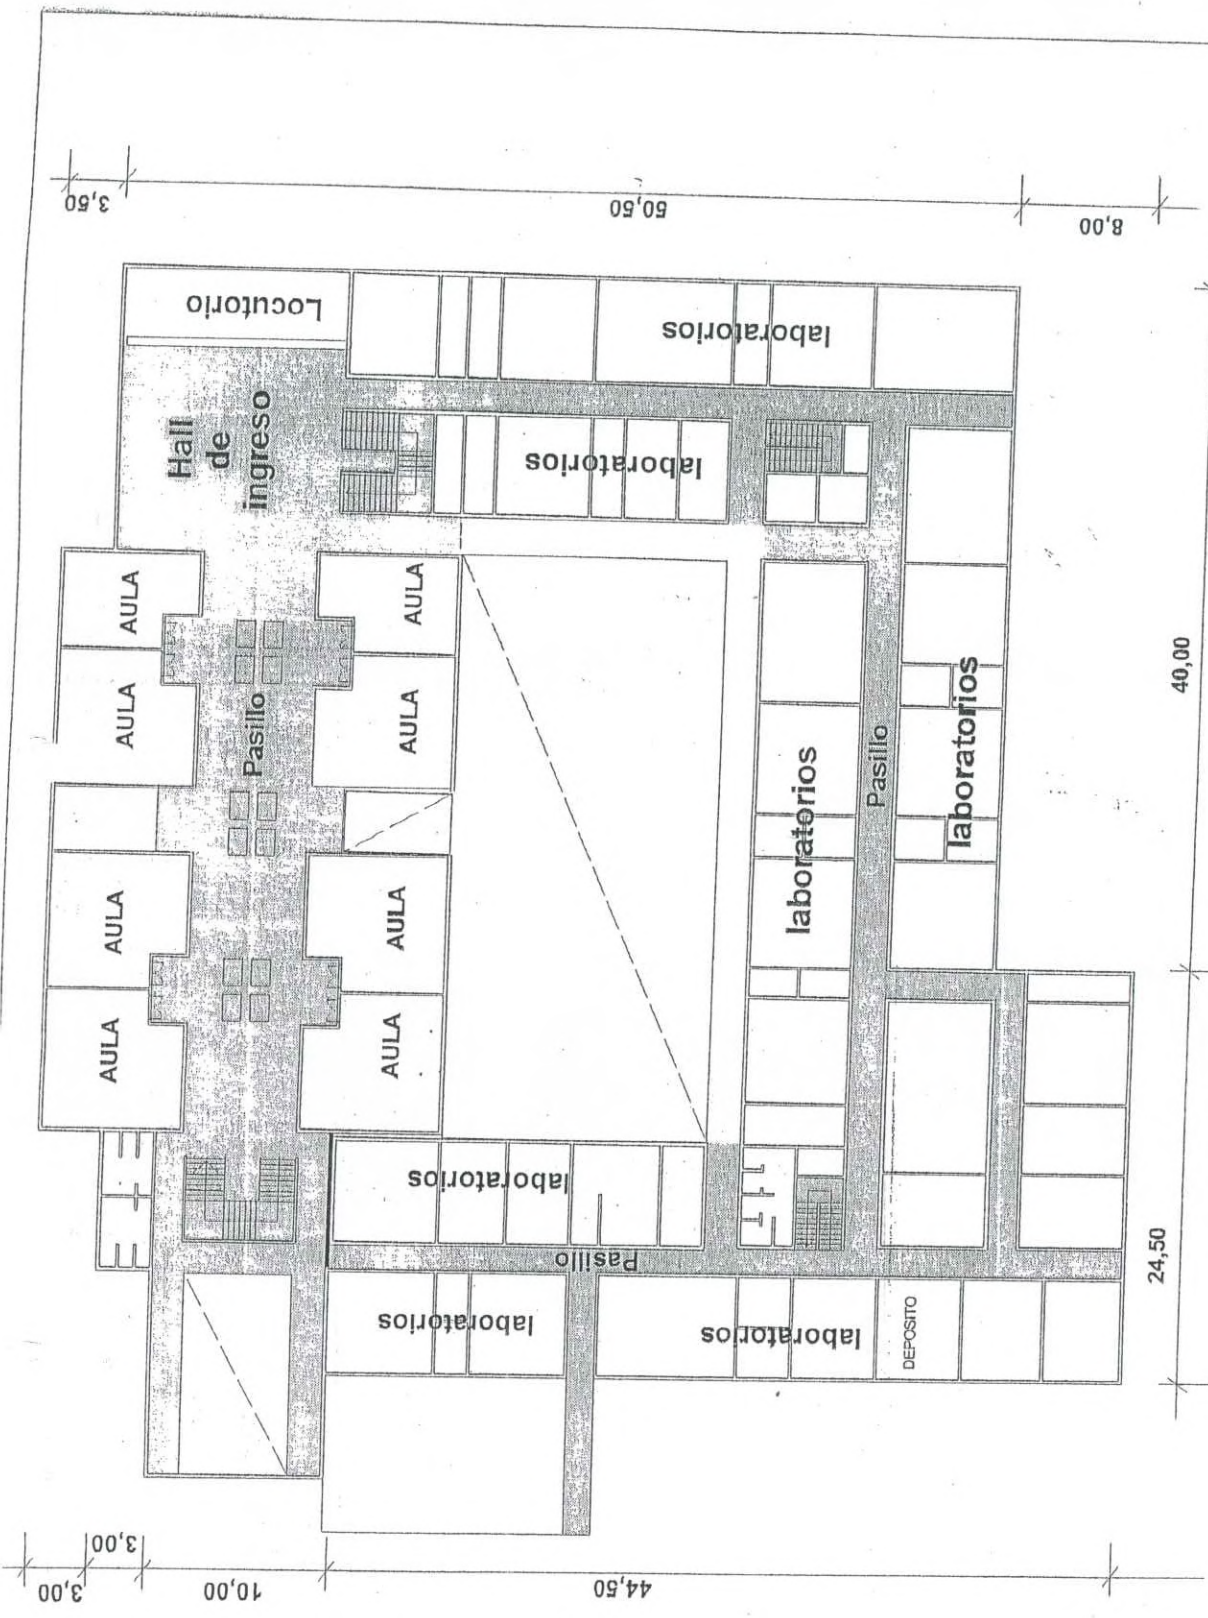 3,50
50,50
8,00
Locutorio
Hall
de
ingreso
laboratorios
laboratorios
AULA
AULA
AULA
AULA
Pasillo
AULA
AULA
AULA
AULA
laboratorios
Pasillo
laboratorios
40,00
laboratorios
Pasillo
laboratorios
laboratorios
DEPOSITO
24,50
3,00
3,00
10,00
44,50